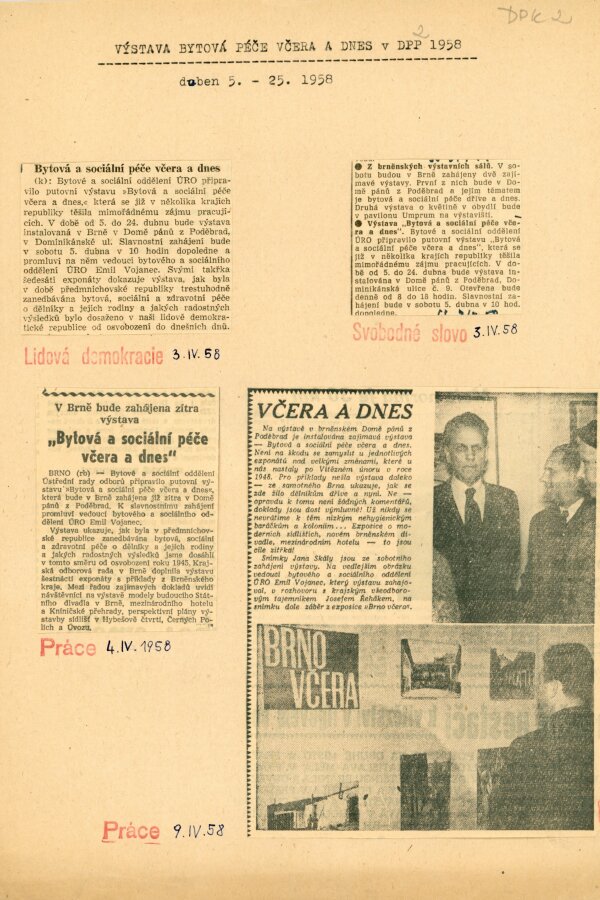 DPK 2
VÝSTAVA BYTOVÁ PÉČE VČERA A DNES v DPP 1958
2
duben 5. - 25. 1958
Bytová a sociální péče včera a dnes
(k): Bytové a sociální oddělení ÚRO připra-
vilo putovní výstavu »Bytová a sociální péče
včera a dnes,« která se již v několika krajích
republiky těšila mimořádnému zájmu pracují-
cích. V době od 5. do 24. dubna bude výstava
instalována v Brně v Domě pánů z Poděbrad,
v Dominikánské ul. Slavnostní zahájení bude
v sobotu 5. dubna v 10 hodin dopoledne a
promluví na něm vedoucí bytového a sociálního
oddělení ÚRO Emil Vojanec. Svými takřka
šedesáti exponáty dokazuje výstava, jak byla
v době předmnichovské republiky trestuhodně
zanedbávána bytová, sociální a zdravotní péče
o dělníky a jejich rodiny a jakých radostných
výsledků bylo dosaženo v naší lidově demokra-
tické republice od osvobození do dnešních dnů.
Lidová demokracie 3.IV.58
● Z brněnských výstavních sálů. V so-
botu budou v Brně zahájeny dvě zají-
mavé výstavy. První z nich bude v Do-
mě pánů z Poděbrad a jejím tématem
je bytová a sociální péče dříve a dnes.
Druhá výstava o květině v obydlí bude
v pavilonu Umprum na výstavišti.
● Výstava „Bytová a sociální péče vče-
ra a dnes". Bytové a sociální oddělení
ÚRO připravilo putovní výstavu „Bytová
a sociální péče včera a dnes", která se
již v několika krajích republiky těšila
mimořádnému zájmu pracujících. V do-
bě od 5. do 24. dubna bude výstava in-
stalována v Domě pánů z Poděbrad, Do-
minikánská ulice č. 9. Otevřena bude
denně od 8 do 18 hodin. Slavnostní za-
hájení bude v sobotu 5. dubna v 10 hod.
dopoledne.
Svobodné slovo 3.IV.58
V Brně bude zahájena zítra
výstava
„Bytová a sociální péče
včera a dnes"
BRNO (rb) — Bytové a sociální oddělení
Ústřední rady odborů připravilo putovní vý-
stavu »Bytová a sociální péče včera a dnes«,
která bude v Brně zahájena již zítra v Domě
pánů z Poděbrad. K slavnostnímu zahájení
promluví vedoucí bytového a sociálního od-
dělení ÚRO Emil Vojanec.
Výstava ukazuje, jak byla v předmnichov-
ské republice zanedbávána bytová, sociální
a zdravotní péče o dělníky a jejich rodiny
a jakých radostných výsledků jsme dosáhli
v tomto směru od osvobození roku 1945. Kraj-
ská odborová rada v Brně doplnila výstavu
šestnácti exponáty s příklady z Brněnského
kraje. Mezi řadou zajímavých dokladů uvidí
návštěvníci na výstavě modely budoucího Stát-
ního divadla v Brně, mezinárodního hotelu
a Kníničské přehrady, perspektivní plány vý-
stavby sídlišť v Hybešově čtvrti, Černých Po-
lích a Úvozu.
Práce 4.IV.1958
VČERA A DNES
Na výstavě v brněnském Domě pánů z
Poděbrad je instalována zajímavá výstava
— Bytová a sociální péče včera a dnes.
Není na škodu se zamyslit u jednotlivých
exponátů nad velkými změnami, které u
nás nastaly po Vítězném únoru v roce
1948. Pro příklady nešla výstava daleko
— ze samotného Brna ukazuje, jak se
zde žilo dělníkům dříve a nyní. Ne —
opravdu k tomu není žádných komentářů,
doklady jsou dost výmluvné! Už nikdy se
nevrátíme k těm nízkým nehygienickým
barákům a koloniím... Expozice o mo-
derních sídlištích, novém brněnském di-
vadle, mezinárodním hotelu — to jsou
cíle zítřka!
Snímky Jana Skály jsou ze sobotního
zahájení výstavy. Na vedlejším obrázku
vedoucí bytového a sociálního oddělení
ÚRO Emil Vojanec, který výstavu zahajo-
val, v rozhovoru s krajským všeodboro-
vým tajemníkem Josefem Řehákem, na
snímku dole záběr z expozice »Brno včera«.
BRNO
VČERA
Práce 9.IV.58